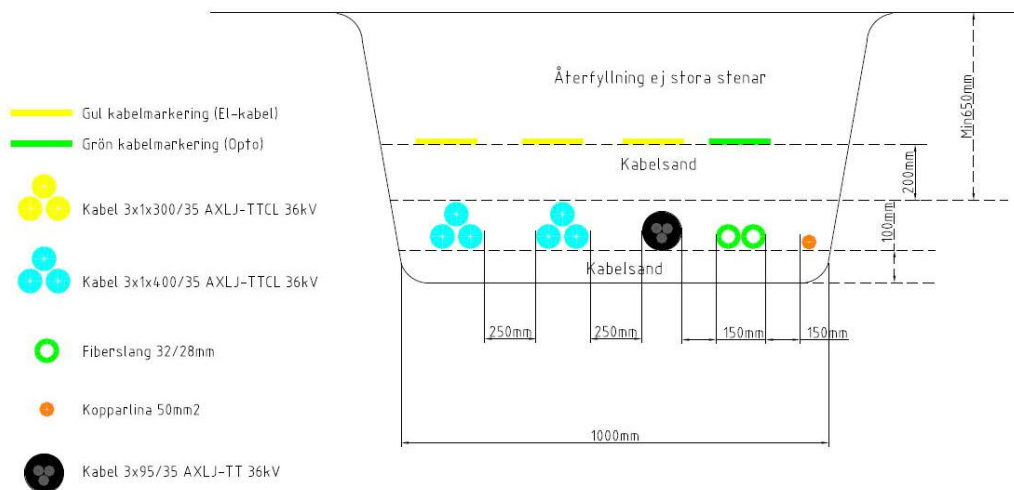 Återfyllning ej stora stenar
Min650mm
Gul kabelmarkering (El-kabel)
Grön kabelmarkering (Opto)
Kabelsand
200mm
Kabel 3x1x300/35 AXLJ-TTCL 36kV
100mm
Kabelsand
Kabel 3x1x400/35 AXLJ-TTCL 36kV
250mm
250mm
150mm
150mm
Fiberslang 32/28mm
Kopparlina 50mm2
1000mm
Kabel 3x95/35 AXLJ-TT 36kV